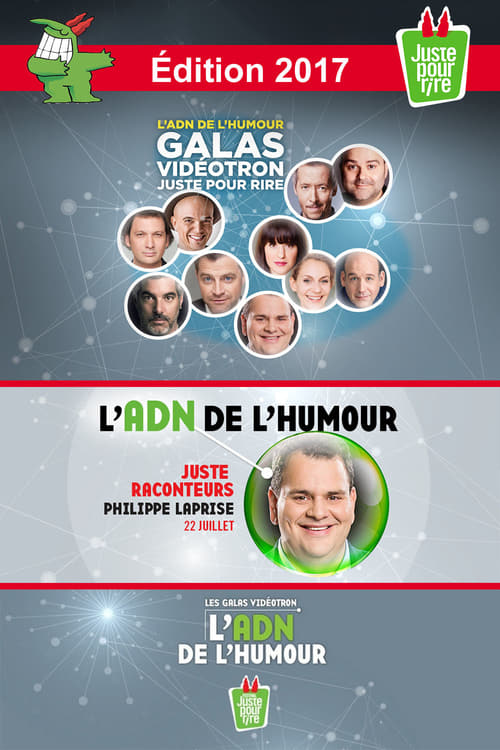 Édition 2017
Juste
pour
rire
L'ADN DE L'HUMOUR
GALAS
VIDÉOTRON
JUSTE POUR RIRE
L'ADN DE L'HUMOUR
JUSTE
RACONTEURS
PHILIPPE LAPRISE
22 JUILLET
LES GALAS VIDÉOTRON
L'ADN
DE L'HUMOUR
Juste
pour
rire